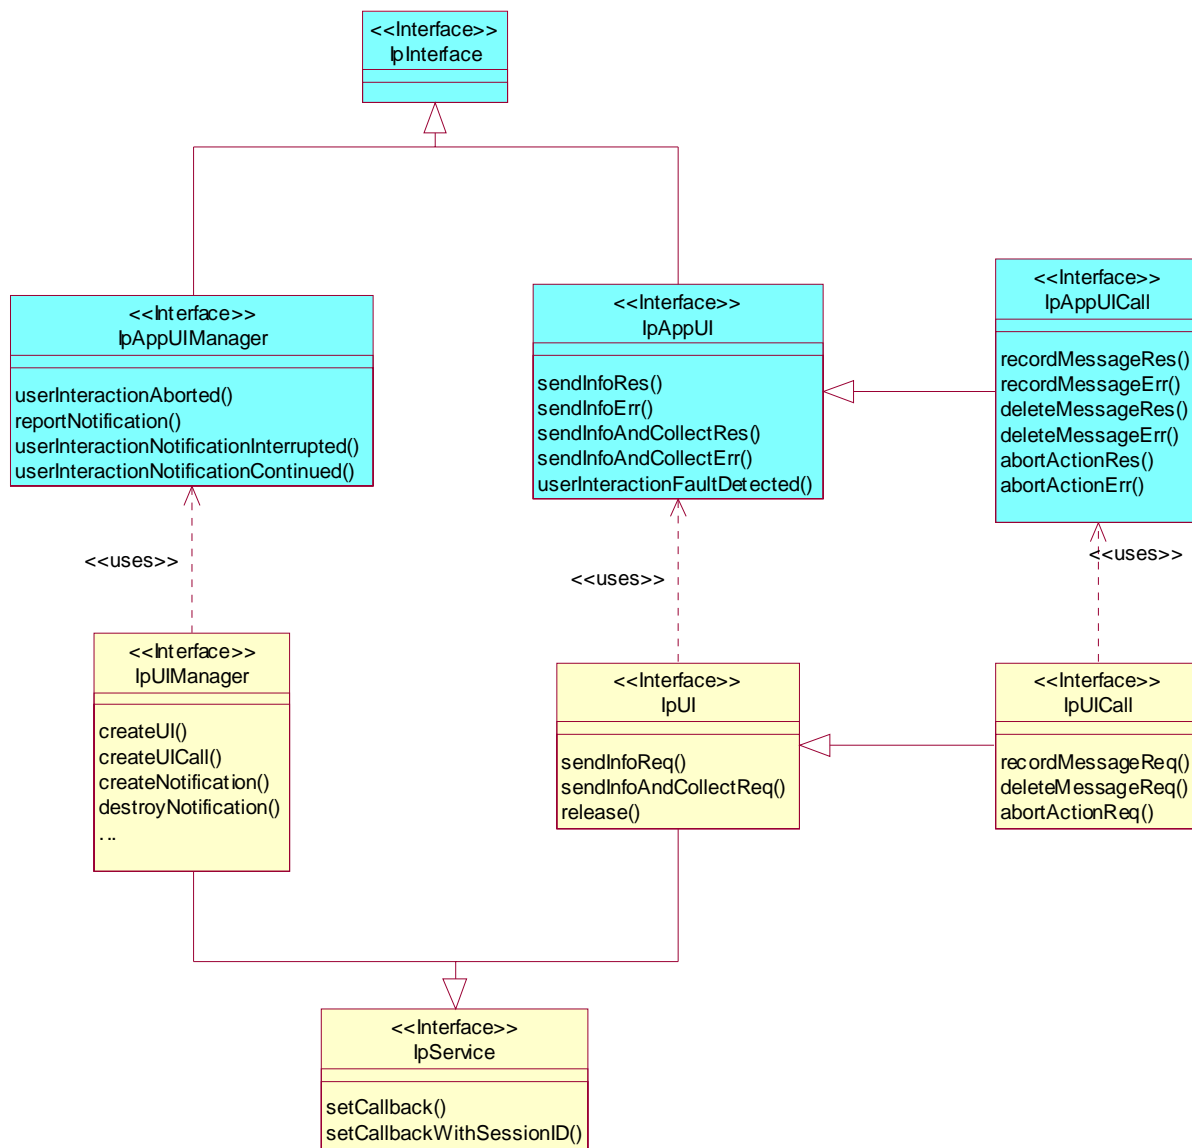 <<Interface>>
IpInterface
<<Interface>>
IpAppUIManager
userInteractionAborted()
reportNotification()
userInteractionNotificationInterrupted()
userInteractionNotificationContinued()
<<Interface>>
IpAppUI
sendInfoRes()
sendInfoErr()
sendInfoAndCollectRes()
sendInfoAndCollectErr()
userInteractionFaultDetected()
<<Interface>>
IpAppUICall
recordMessageRes()
recordMessageErr()
deleteMessageRes()
deleteMessageErr()
abortActionRes()
abortActionErr()
<<uses>>
<<uses>>
<<uses>>
<<Interface>>
IpUIManager
createUI()
createUICall()
createNotification()
destroyNotification()
...
<<Interface>>
IpUI
sendInfoReq()
sendInfoAndCollectReq()
release()
<<Interface>>
IpUICall
recordMessageReq()
deleteMessageReq()
abortActionReq()
<<Interface>>
IpService
setCallback()
setCallbackWithSessionID()